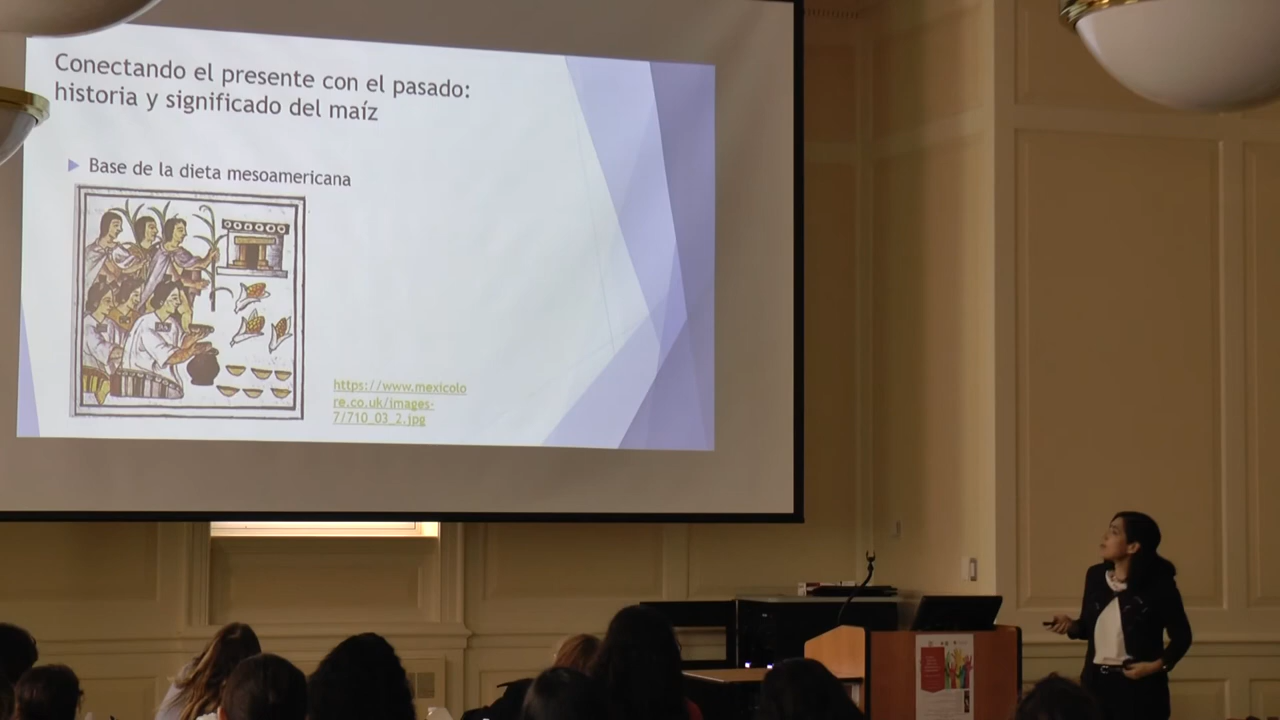 Conectando el presente con el pasado:
historia y significado del maíz
Base de la dieta mesoamericana
https://www.mexicolo
re.co.uk/images-
7/710_03_2.jpg